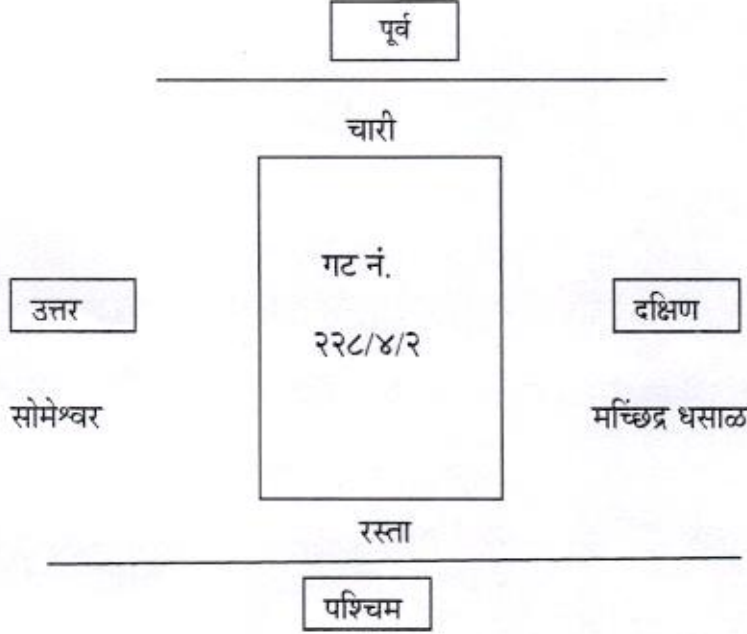 पूर्व
चारी
गट नं.
उत्तर
दक्षिण
२२८/४/२
सोमेश्वर
मच्छिंद्र धसाळ
रस्ता
पश्चिम